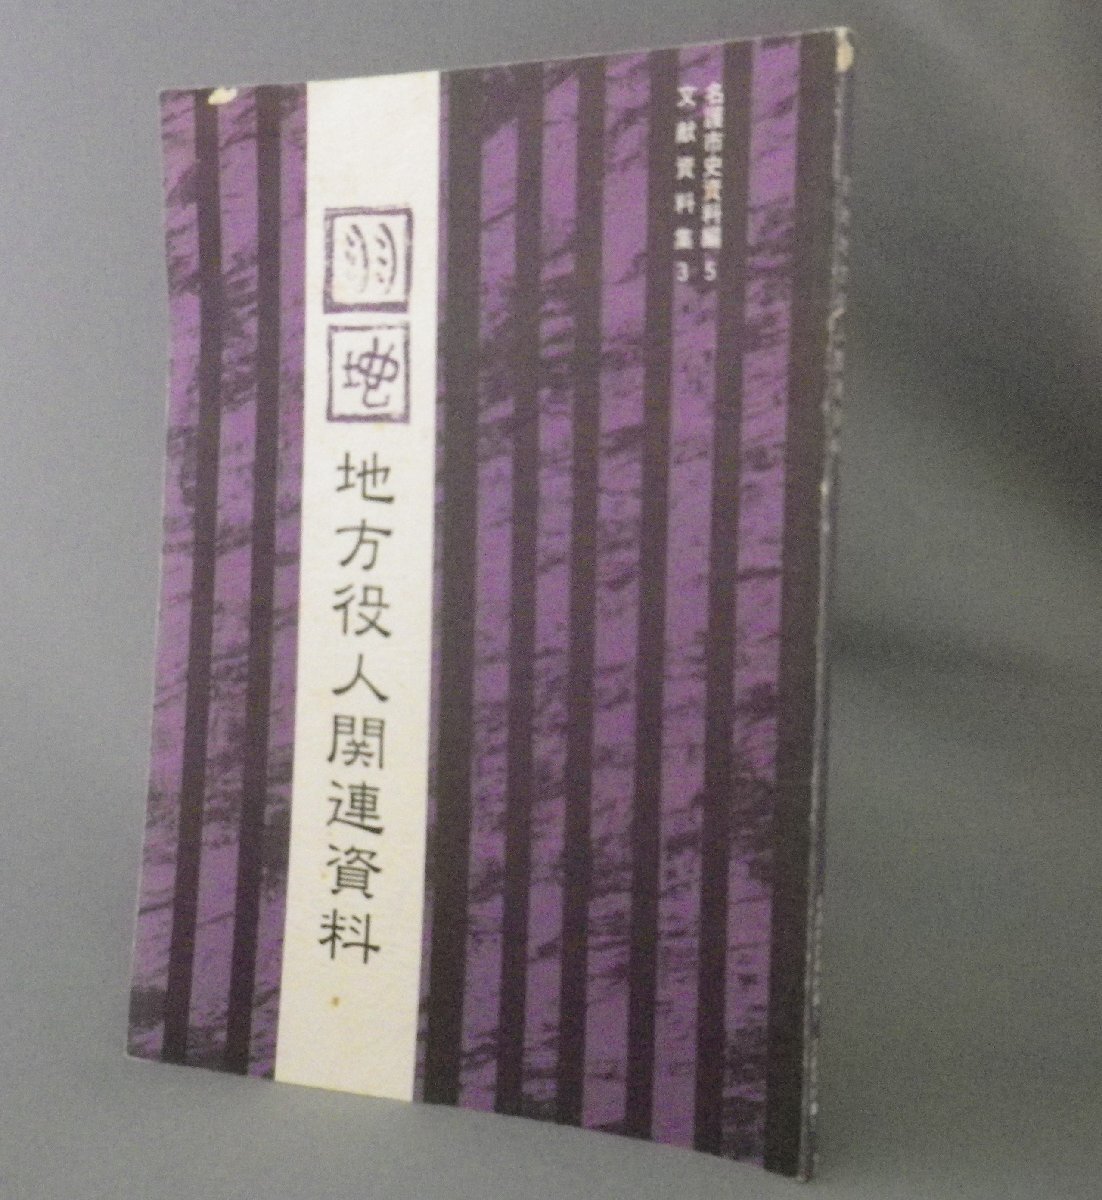 名護市史資料編5
文献資料集3
羽地
地方役人関連資料